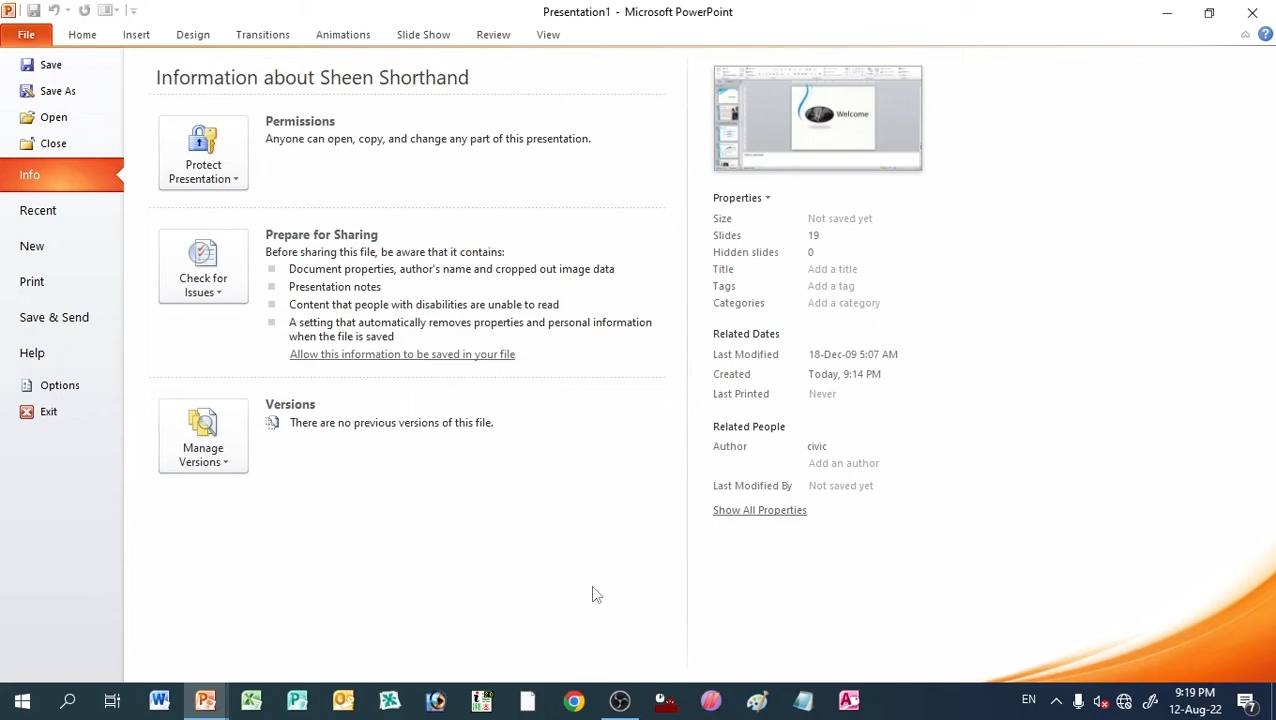 Presentation1 - Microsoft PowerPoint
File Home Insert Design Transitions Animations Slide Show Review View
Save
Save As
Open
Close
Info
Recent
New
Print
Save & Send
Help
Options
Exit
Information about Sheen Shorthand
Protect
Presentation
Permissions
Anyone can open, copy, and change any part of this presentation.
Check for
Issues
Prepare for Sharing
Before sharing this file, be aware that it contains:
Document properties, author's name and cropped out image data
Presentation notes
Content that people with disabilities are unable to read
A setting that automatically removes properties and personal information
when the file is saved
Allow this information to be saved in your file
Manage
Versions
Versions
There are no previous versions of this file.
Welcome
Properties
Size Not saved yet
Slides 19
Hidden slides 0
Title Add a title
Tags Add a tag
Categories Add a category
Related Dates
Last Modified 18-Dec-09 5:07 AM
Created Today, 9:14 PM
Last Printed Never
Related People
Author civic
Add an author
Last Modified By Not saved yet
Show All Properties
EN
9:19 PM
12-Aug-22
7